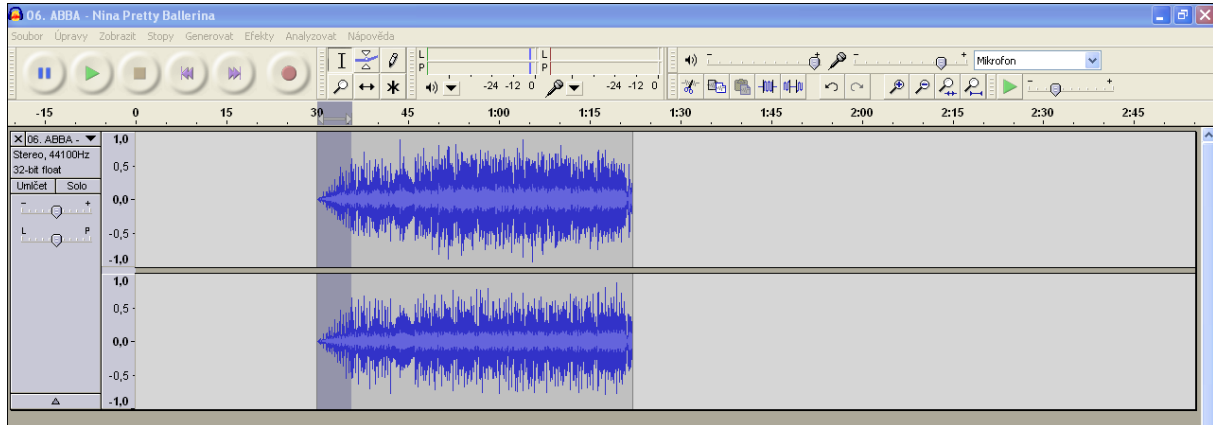 06. ABBA - Nina Pretty Ballerina
Soubor Úpravy Zobrazit Stopy Generovat Efekty Analyzovat Nápověda
L L
P P
-24 -12 0 -24 -12 0
Mikrofon
-15 0 15 30 45 1:00 1:15 1:30 1:45 2:00 2:15 2:30 2:45
06. ABBA -
Stereo, 44100Hz
32-bit float
Umlčet Solo
- +
L P
1,0
0,5
0,0
-0,5
-1,0
1,0
0,5
0,0
-0,5
-1,0